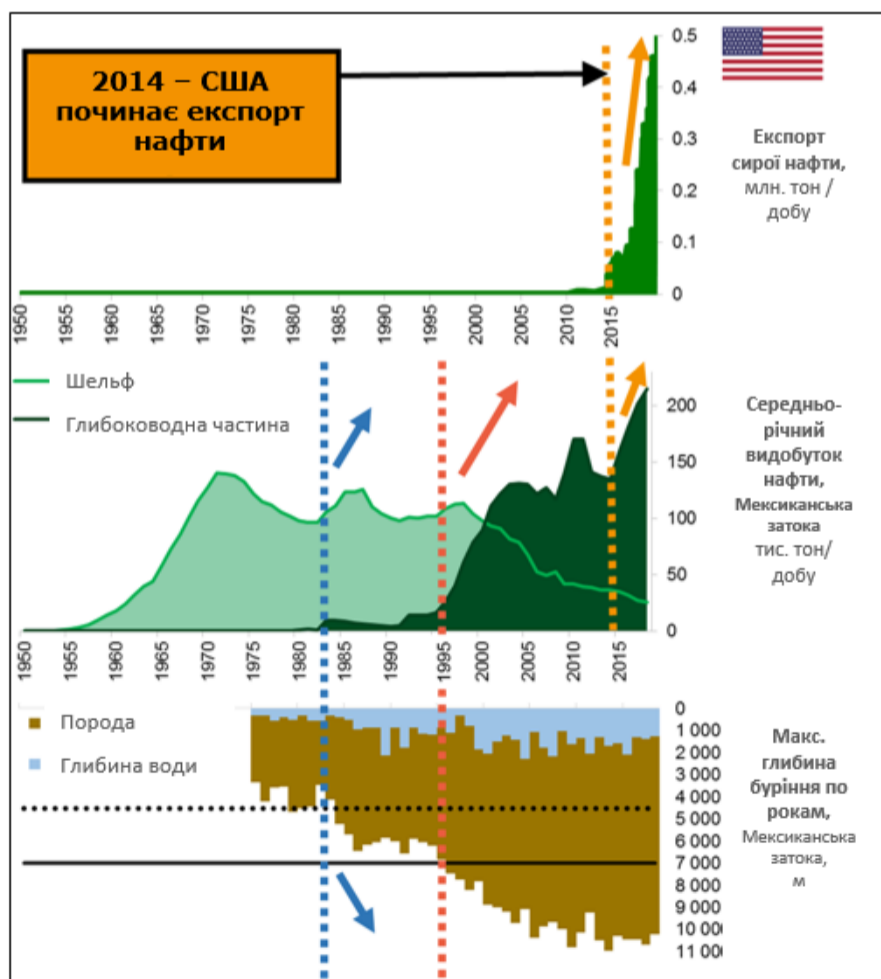 2014 – США
починає експорт
нафти
0.5
0.4
0.3
0.2
0.1
0
Експорт
сирої нафти,
млн. тон /
добу
1950 1955 1960 1965 1970 1975 1980 1985 1990 1995 2000 2005 2010 2015
Шельф
Глибоководна частина
200
150
100
50
0
Середньо-
річний
видобуток
нафти,
Мексиканська
затока
тис. тон/
добу
1950 1955 1960 1965 1970 1975 1980 1985 1990 1995 2000 2005 2010 2015
Порода
Глибина води
0
1 000
2 000
3 000
4 000
5 000
6 000
7 000
8 000
9 000
10 00
11 00
Макс.
глибина
буріння по
рокам,
Мексиканська
затока,
м